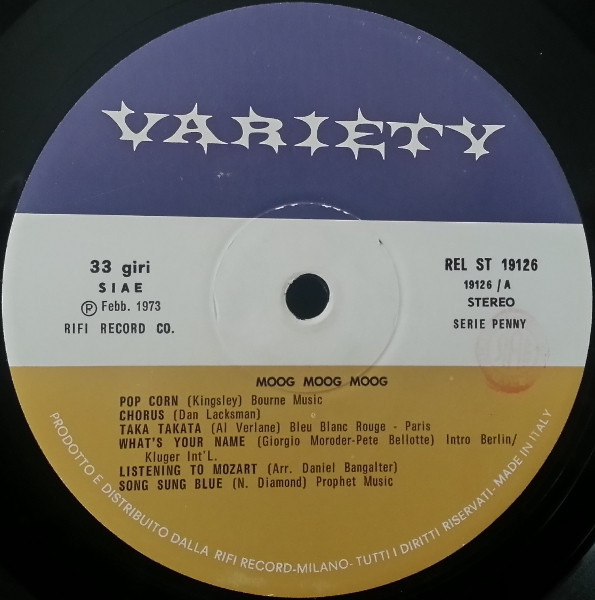 VARIETY
33 giri
SIAE
Ⓟ Febb. 1973
RIFI RECORD CO.
REL ST 19126
19126/A
STEREO
SERIE PENNY
MOOG MOOG MOOG
POP CORN (Kingsley) Bourne Music
CHORUS (Dan Lacksman)
TAKA TAKATA (Al Verlane) Bleu Blanc Rouge - Paris
WHAT'S YOUR NAME (Giorgio Moroder-Pete Bellotte) Intro Berlin/
Kluger Int'L.
LISTENING TO MOZART (Arr. Daniel Bangalter)
SONG SUNG BLUE (N. Diamond) Prophet Music
PRODOTTO E DISTRIBUITO DALLA RIFI RECORD-MILANO-TUTTI I DIRITTI RISERVATI-MADE IN ITALY